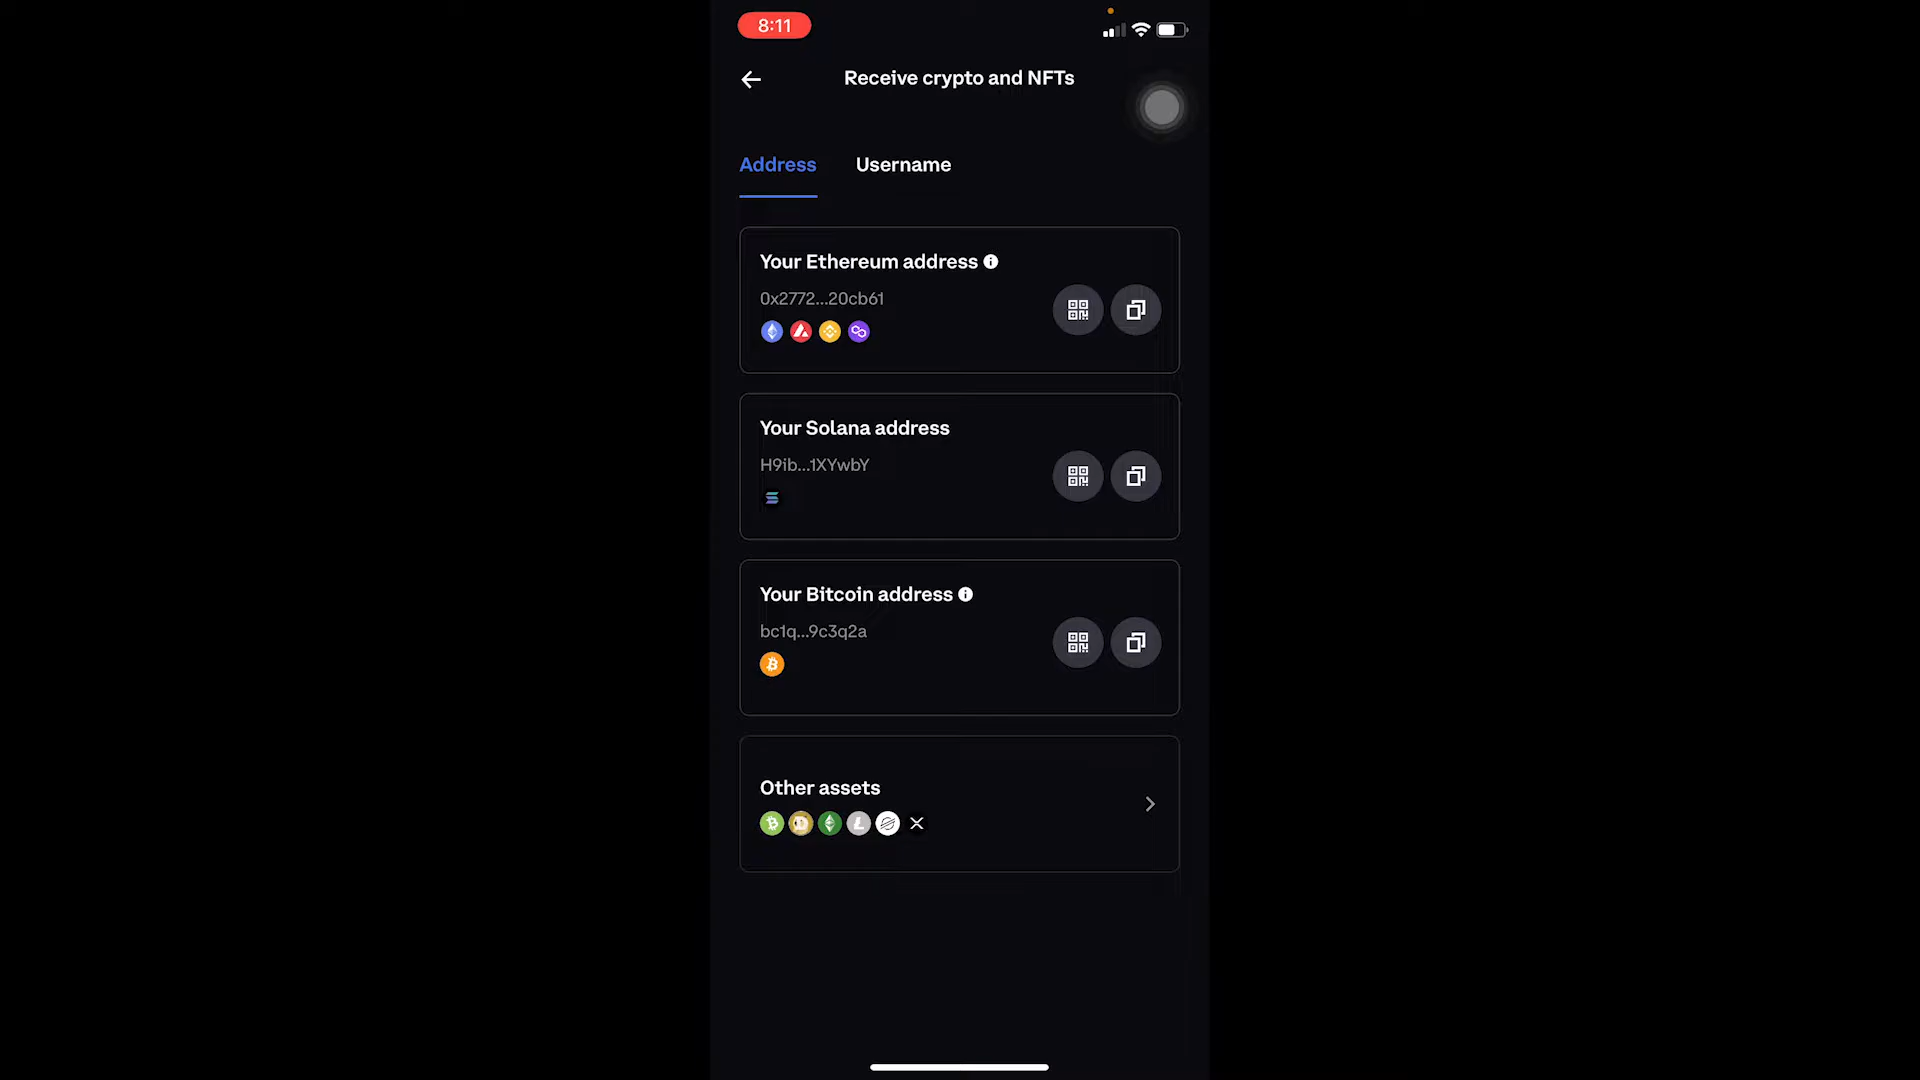 8:11
Receive crypto and NFTs
Address Username
Your Ethereum address
0x2772...20cb61
Your Solana address
H9ib...1XYwbY
Your Bitcoin address
bc1q...9c3q2a
Other assets